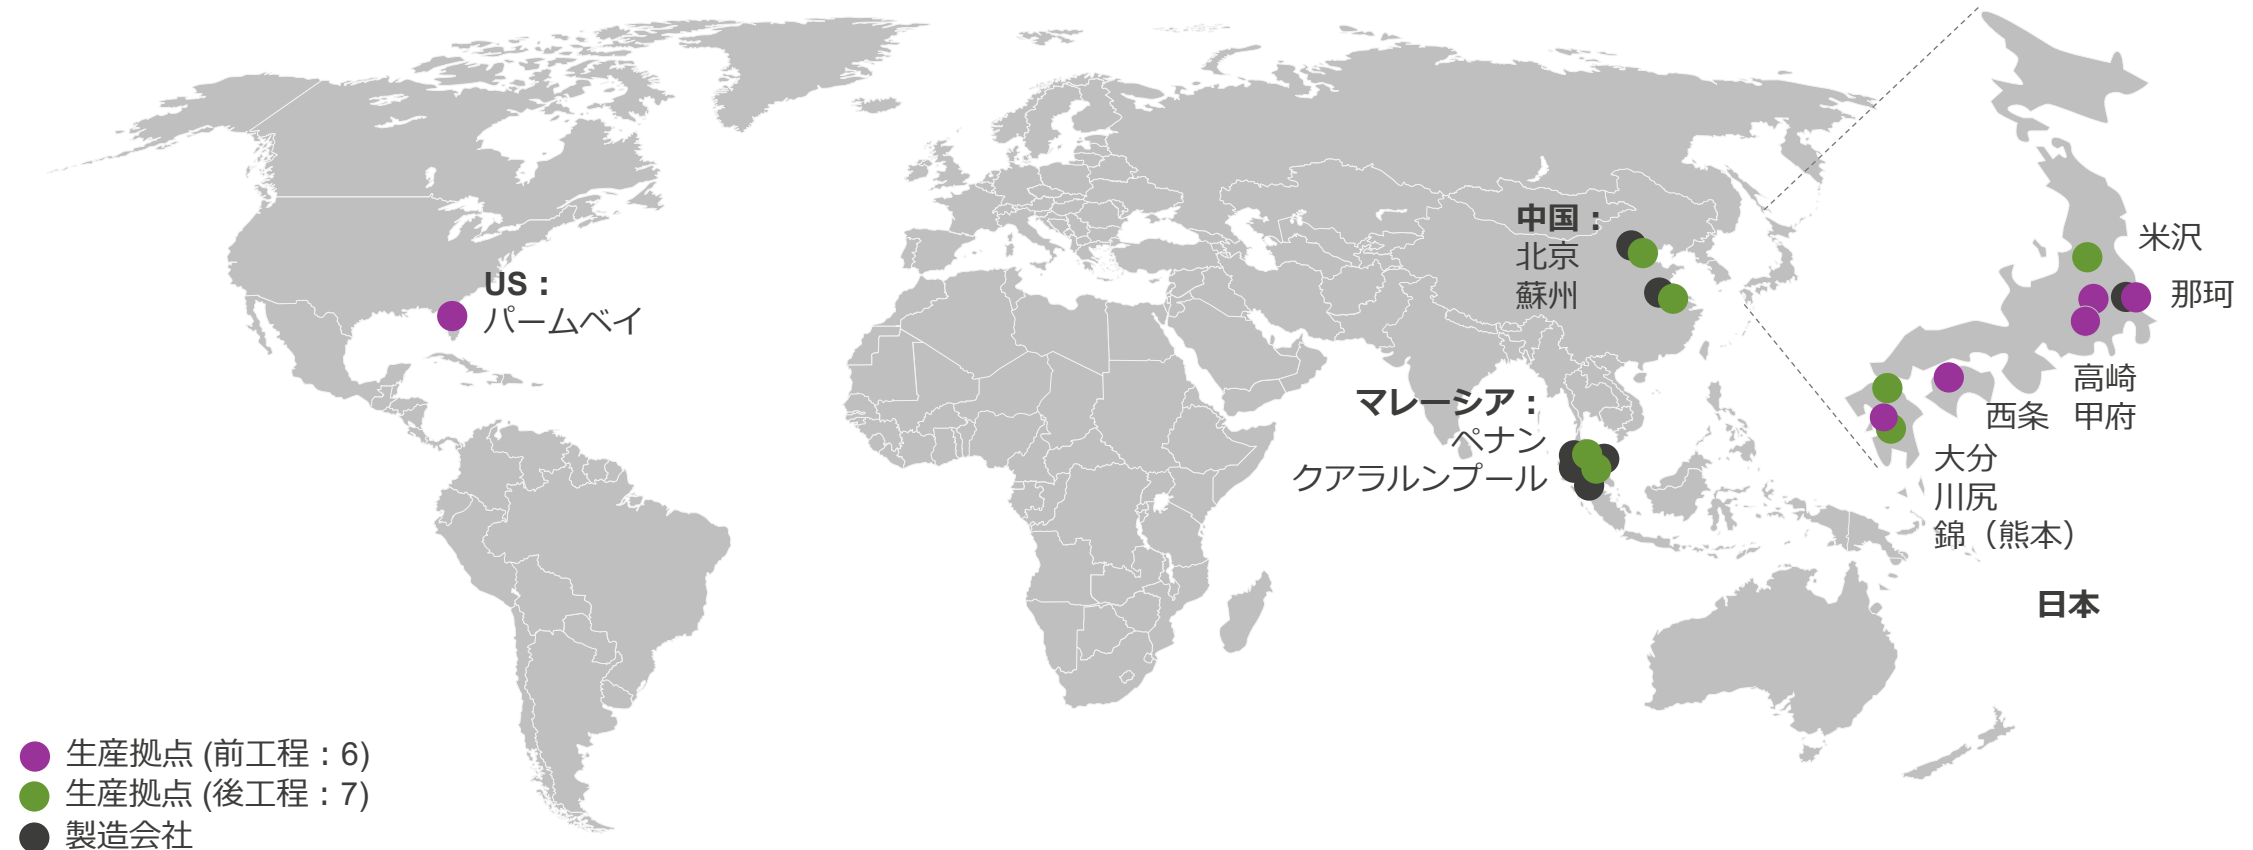 US：
パームベイ
中国：
北京
蘇州
マレーシア：
ペナン
クアラルンプール
米沢
那珂
高崎
甲府
西条
大分
川尻
錦（熊本）
日本
生産拠点 (前工程：6)
生産拠点 (後工程：7)
製造会社